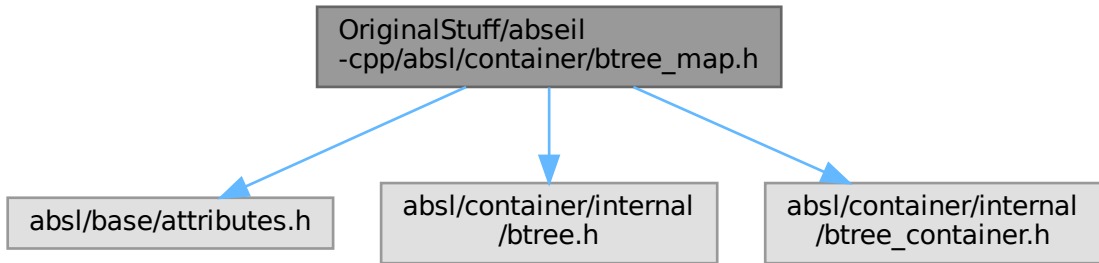 OriginalStuff/abseil
-cpp/absl/container/btree_map.h
absl/base/attributes.h
absl/container/internal
/btree.h
absl/container/internal
/btree_container.h